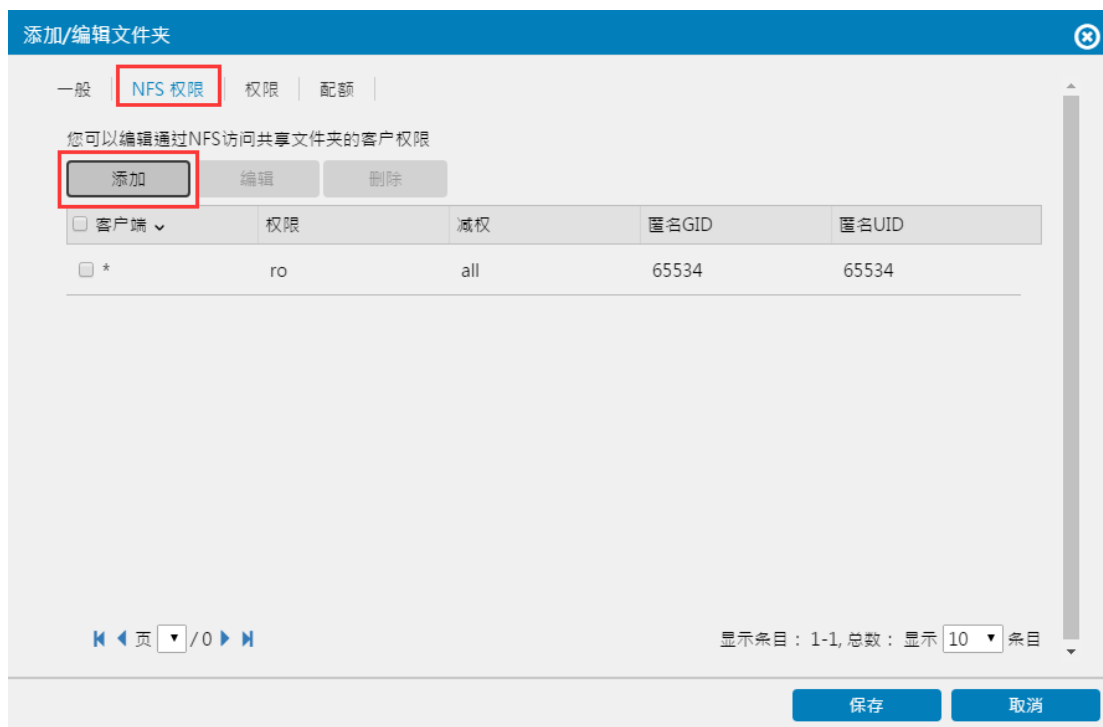 添加/编辑文件夹
一般 NFS 权限 权限 配额
您可以编辑通过NFS访问共享文件夹的客户权限
添加 编辑 删除
客户端 权限 减权 匿名GID 匿名UID
* ro all 65534 65534
页 / 0 显示条目： 1-1, 总数： 显示 10 条目
保存 取消